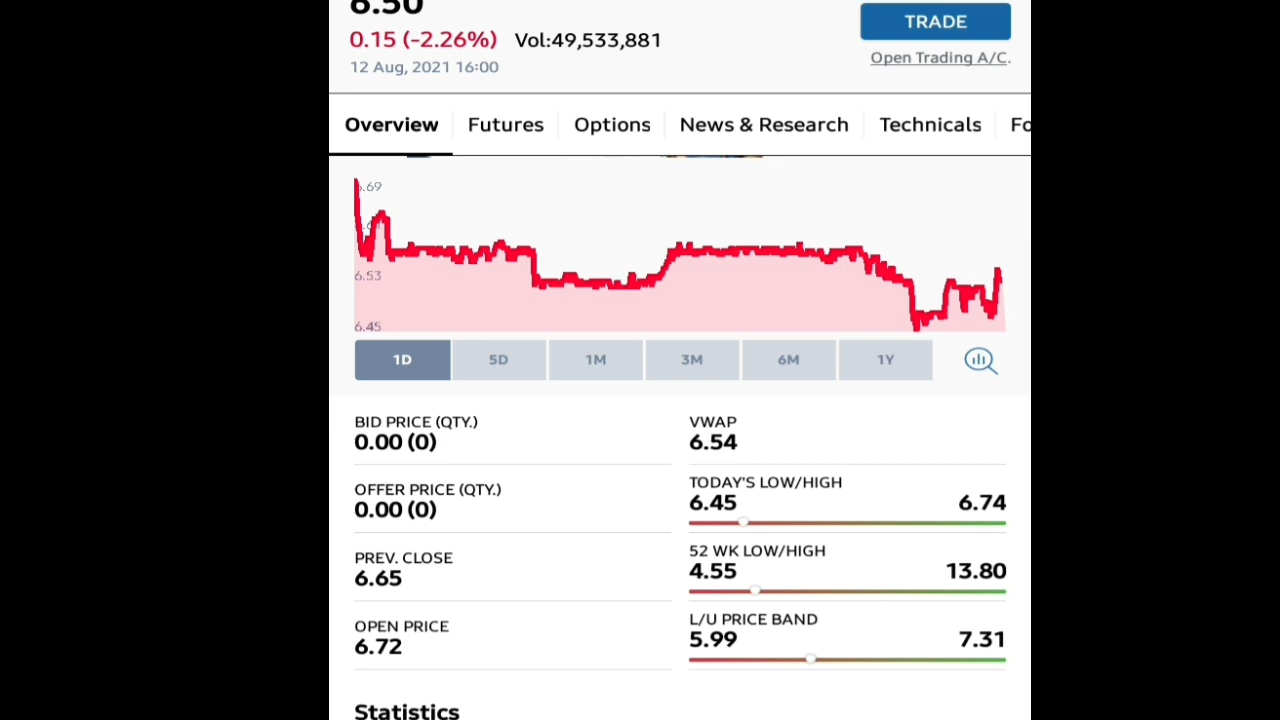 6.50
0.15 (-2.26%) Vol:49,533,881
12 Aug, 2021 16:00
TRADE
Open Trading A/C.
Overview Futures Options News & Research Technicals Fo
6.69
6.53
6.45
1D 5D 1M 3M 6M 1Y
BID PRICE (QTY.)
0.00 (0)
OFFER PRICE (QTY.)
0.00 (0)
PREV. CLOSE
6.65
OPEN PRICE
6.72
VWAP
6.54
TODAY'S LOW/HIGH
6.45 6.74
52 WK LOW/HIGH
4.55 13.80
L/U PRICE BAND
5.99 7.31
Statistics